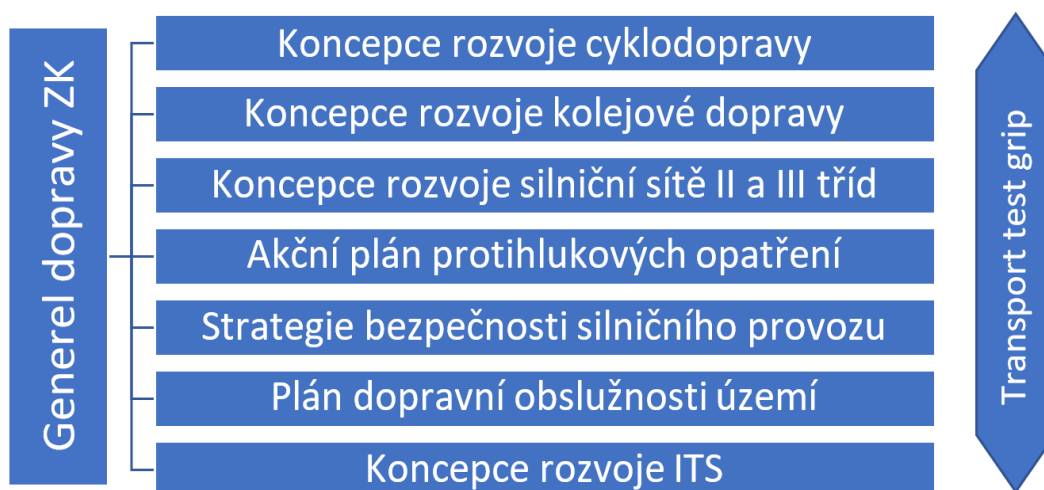 Generel dopravy ZK
Koncepce rozvoje cyklodopravy
Koncepce rozvoje kolejové dopravy
Koncepce rozvoje silniční sítě II a III tříd
Akční plán protihlukových opatření
Strategie bezpečnosti silničního provozu
Plán dopravní obslužnosti území
Koncepce rozvoje ITS
Transport test grip